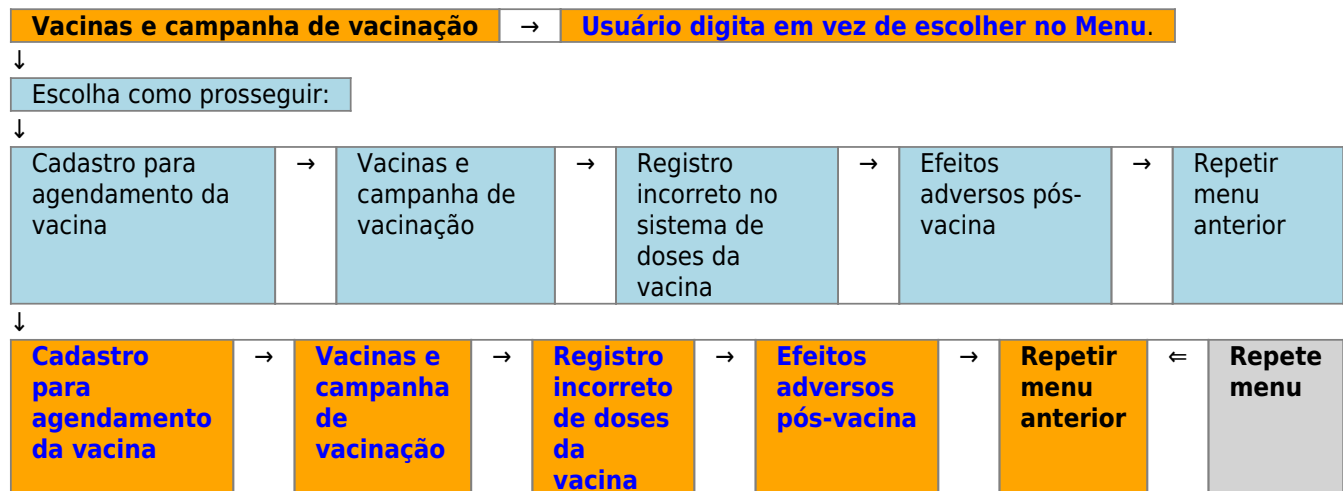 Vacinas e campanha de vacinação → Usuário digita em vez de escolher no Menu.
↓
Escolha como prosseguir:
↓
Cadastro para → Vacinas e → Registro → Efeitos → Repetir
agendamento da campanha de incorreto no adversos pós- menu
vacina vacinação sistema de vacina anterior
doses da
vacina
↓
Cadastro → Vacinas e → Registro → Efeitos → Repetir ⇐ Repete
para campanha incorreto adversos menu menu
agendamento de de doses pós-vacina anterior
da vacina vacinação da
vacina